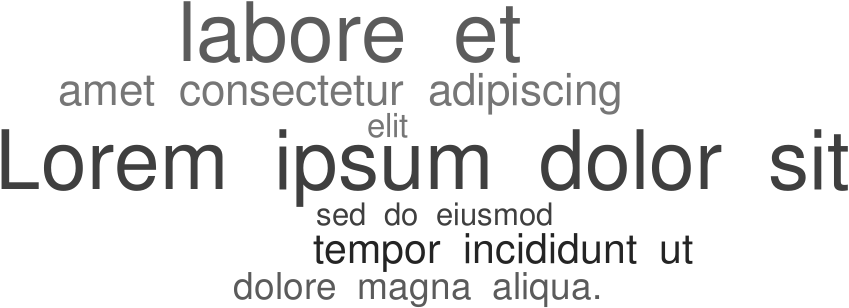 labore et
amet consectetur adipiscing
elit
Lorem ipsum dolor sit
sed do eiusmod
tempor incididunt ut
dolore magna aliqua.